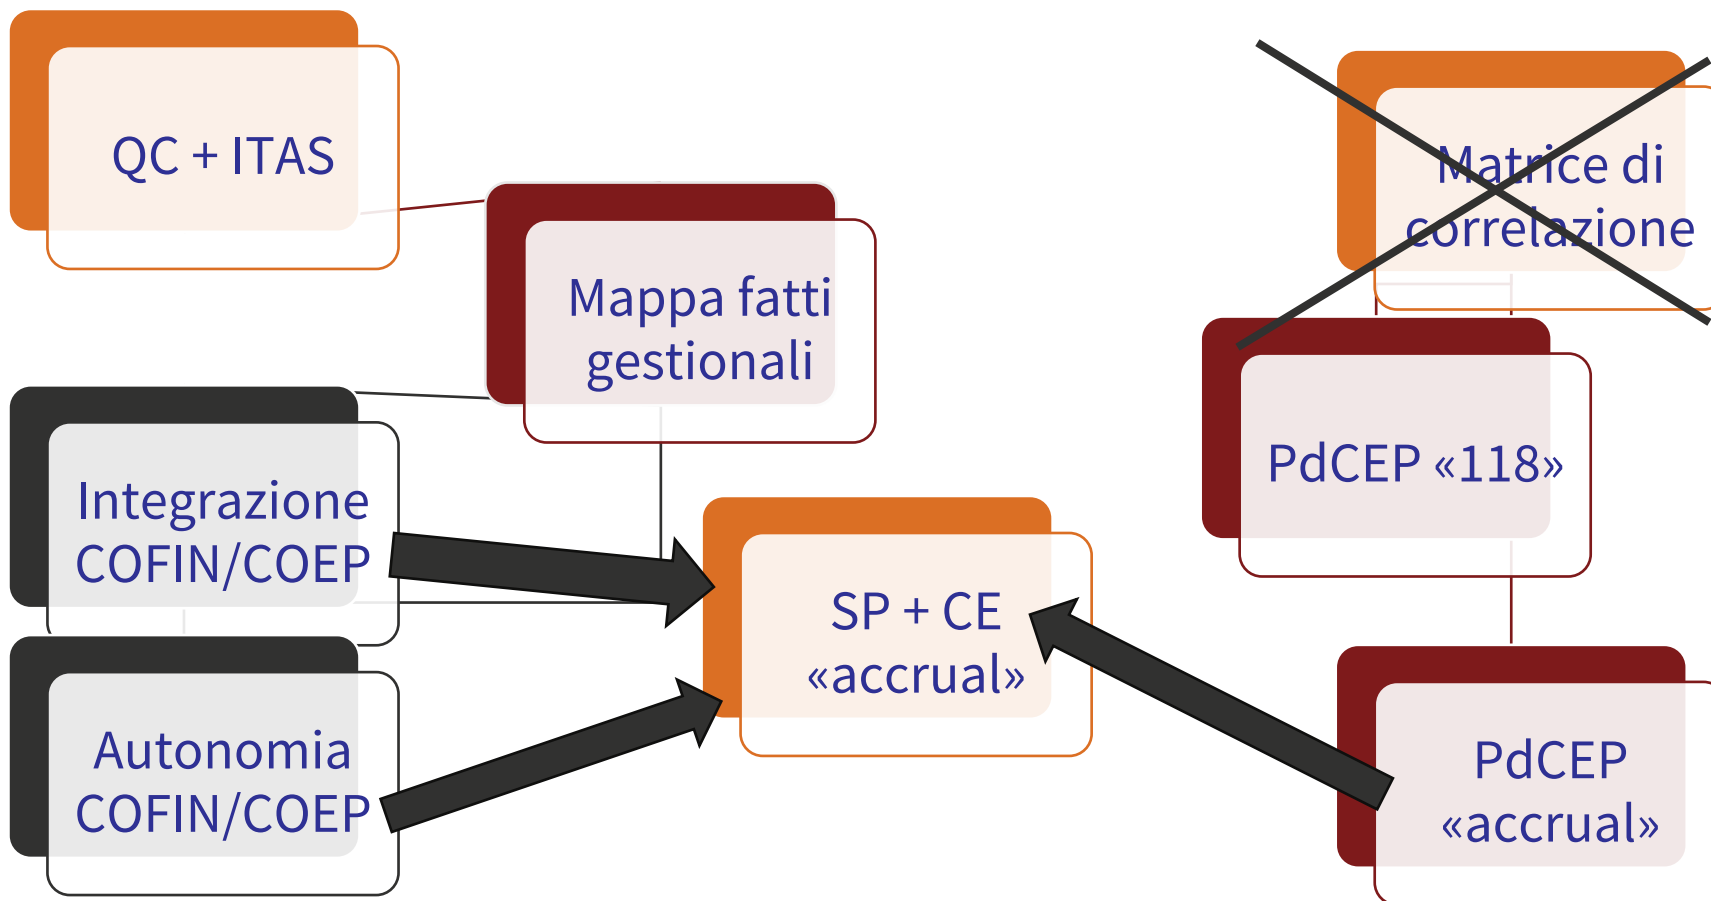 QC + ITAS
Mappa fatti
gestionali
Integrazione
COFIN/COEP
Autonomia
COFIN/COEP
SP + CE
«accrual»
Matrice di
correlazione
PdCEP «118»
PdCEP
«accrual»